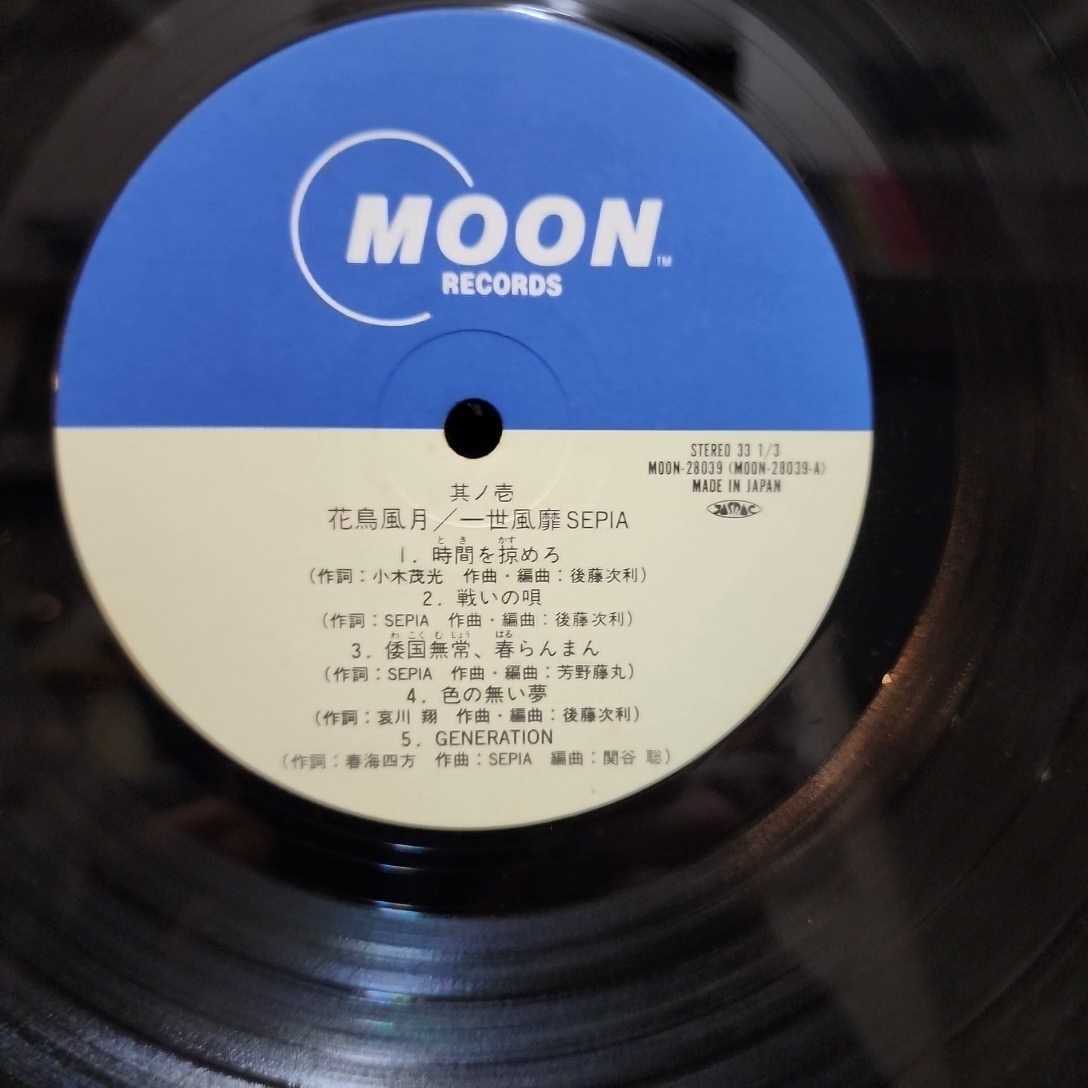 MOON
TM
RECORDS
STEREO 33 1/3
MOON-28039 (MOON-28039-A)
MADE IN JAPAN
JASRAC
其ノ壱
花鳥風月／一世風靡SEPIA
とき かす
1. 時間を掠めろ
(作詞：小木茂光 作曲・編曲：後藤次利)
2. 戦いの唄
(作詞：SEPIA 作曲・編曲：後藤次利)
わこくむじょう はる
3. 倭国無常、春らんまん
(作詞：SEPIA 作曲・編曲：芳野藤丸)
4. 色の無い夢
(作詞：哀川 翔 作曲・編曲：後藤次利)
5. GENERATION
(作詞：春海四方 作曲：SEPIA 編曲：関谷 聡)